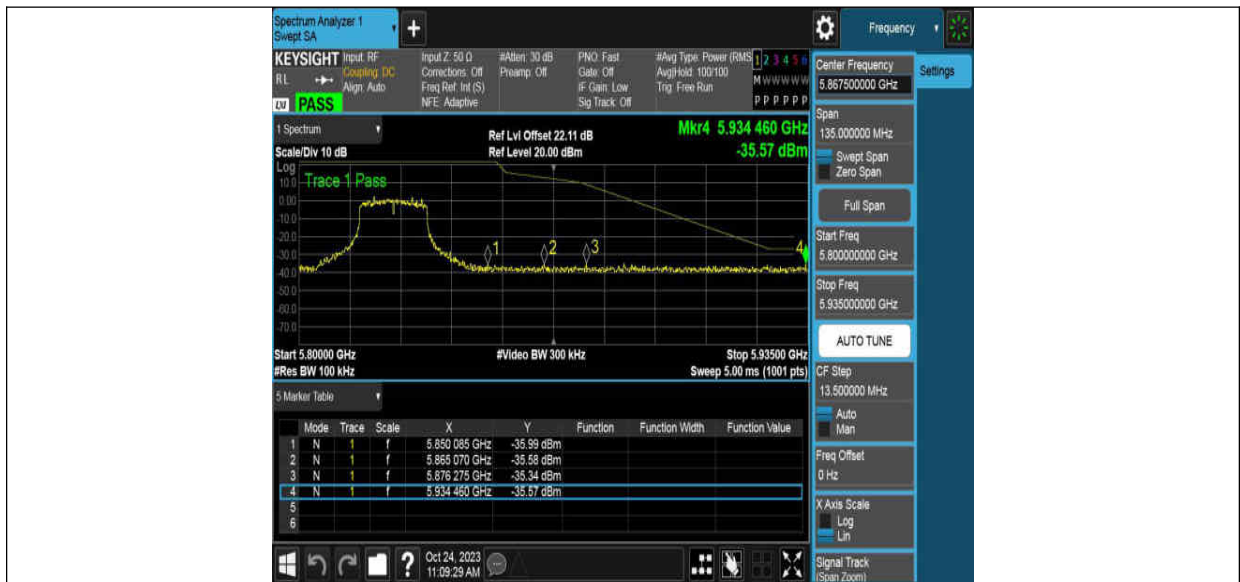 Spectrum Analyzer 1
Swept SA
+
Frequency
KEYSIGHT
RL
LXI PASS
Input: RF
Coupling: DC
Align: Auto
Input Z: 50 Ω
Corrections: Off
Freq Ref: Int (S)
NFE: Adaptive
#Atten: 30 dB
Preamp: Off
PNO: Fast
Gate: Off
IF Gain: Low
Sig Track: Off
#Avg Type: Power (RMS
Avg|Hold: 100/100
Trig: Free Run
1 2 3 4 5 6
M W W W W W
P P P P P P
Center Frequency
5.867500000 GHz
Settings
Span
135.000000 MHz
Swept Span
Zero Span
Full Span
Start Freq
5.800000000 GHz
Stop Freq
5.935000000 GHz
AUTO TUNE
CF Step
13.500000 MHz
Auto
Man
Freq Offset
0 Hz
X Axis Scale
Log
Lin
Signal Track
(Span Zoom)
1 Spectrum
Scale/Div 10 dB
Ref Lvl Offset 22.11 dB
Ref Level 20.00 dBm
Mkr4 5.934 460 GHz
-35.57 dBm
Log
Trace 1 Pass
10.0
0.00
-10.0
-20.0
-30.0
-40.0
-50.0
-60.0
-70.0
1
2
3
4
Start 5.80000 GHz
#Res BW 100 kHz
#Video BW 300 kHz
Stop 5.93500 GHz
Sweep 5.00 ms (1001 pts)
5 Marker Table
Mode Trace Scale X Y Function Function Width Function Value
1 N 1 f 5.850 085 GHz -35.99 dBm
2 N 1 f 5.865 070 GHz -35.58 dBm
3 N 1 f 5.876 275 GHz -35.34 dBm
4 N 1 f 5.934 460 GHz -35.57 dBm
5
6
?
Oct 24, 2023
11:09:29 AM